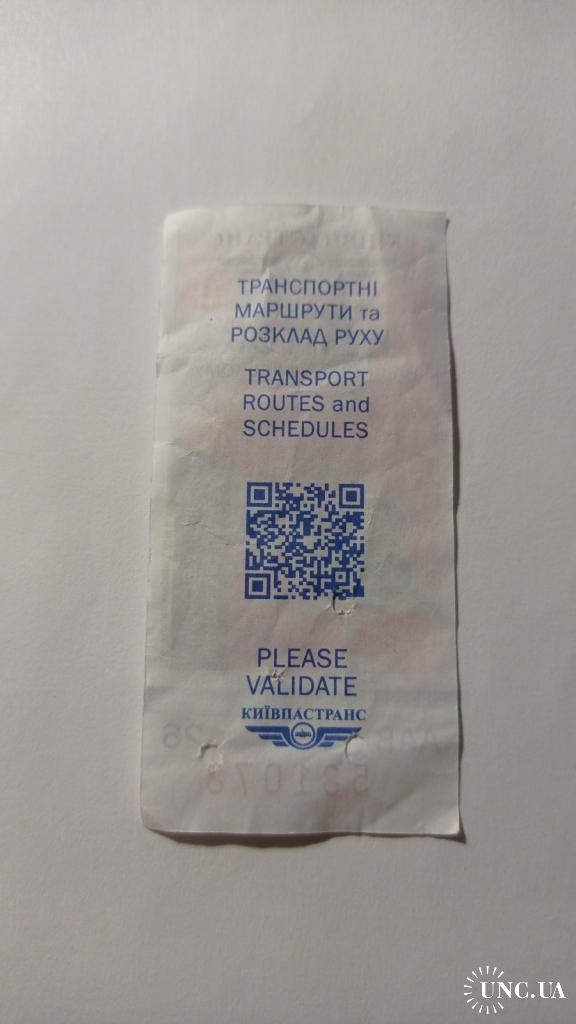 ТРАНСПОРТНІ
МАРШРУТИ та
РОЗКЛАД РУХУ
TRANSPORT
ROUTES and
SCHEDULES
PLEASE
VALIDATE
КИЇВПАСТРАНС
UNC.UA